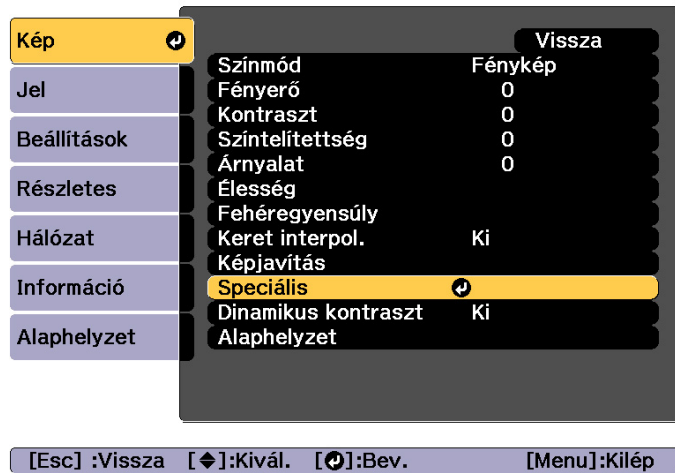 Kép
Jel
Beállítások
Részletes
Hálózat
Információ
Alaphelyzet
Vissza
Színmód Fénykép
Fényerő 0
Kontraszt 0
Színtelítettség 0
Árnyalat 0
Élesség
Fehéregyensúly
Keret interpol. Ki
Képjavítás
Speciális
Dinamikus kontraszt Ki
Alaphelyzet
[Esc] :Vissza [◆]:Kivál. [↵]:Bev. [Menu]:Kilép